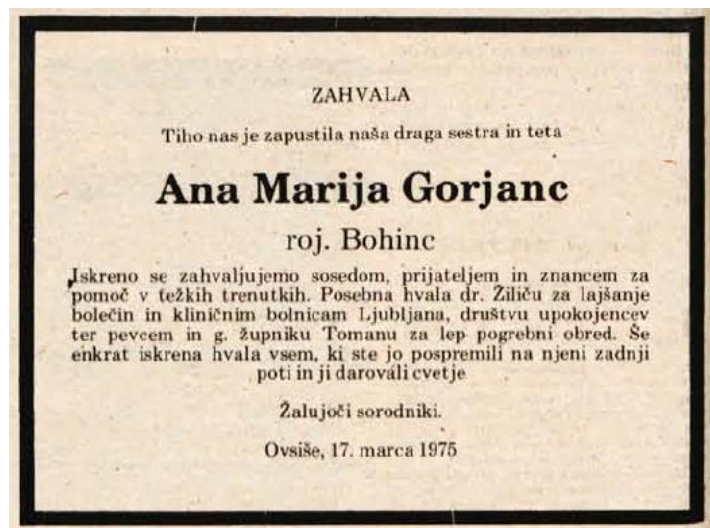 ZAHVALA
Tiho nas je zapustila naša draga sestra in teta
Ana Marija Gorjanc
roj. Bohinc
Iskreno se zahvaljujemo sosedom, prijateljem in znancem za
pomoč v težkih trenutkih. Posebna hvala dr. Žiliču za lajšanje
bolečin in kliničnim bolnicam Ljubljana, društvu upokojencev
ter pevcem in g. župniku Tomanu za lep pogrebni obred. Še
enkrat iskrena hvala vsem, ki ste jo pospremili na njeni zadnji
poti in ji darovali cvetje
Žalujoči sorodniki.
Ovsiše, 17. marca 1975